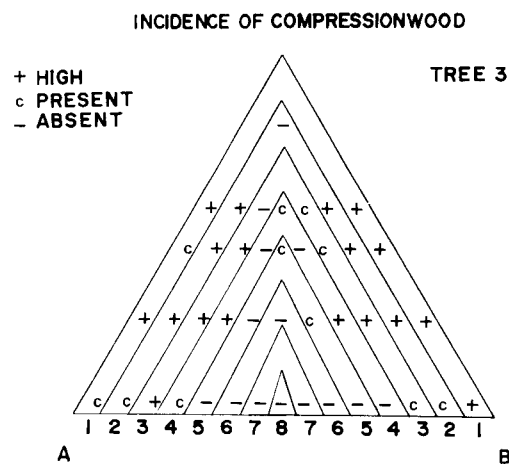 INCIDENCE OF COMPRESSIONWOOD
TREE 3
+ HIGH
c PRESENT
– ABSENT
–
+ + – c c + +
c + + – c – c + +
+ + + + – – c + + + +
c c + c – – – – – – – – c c +
1 2 3 4 5 6 7 8 7 6 5 4 3 2 1
A B